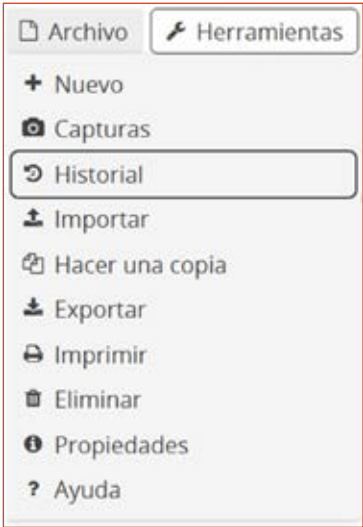 Archivo Herramientas
Nuevo
Capturas
Historial
Importar
Hacer una copia
Exportar
Imprimir
Eliminar
Propiedades
? Ayuda